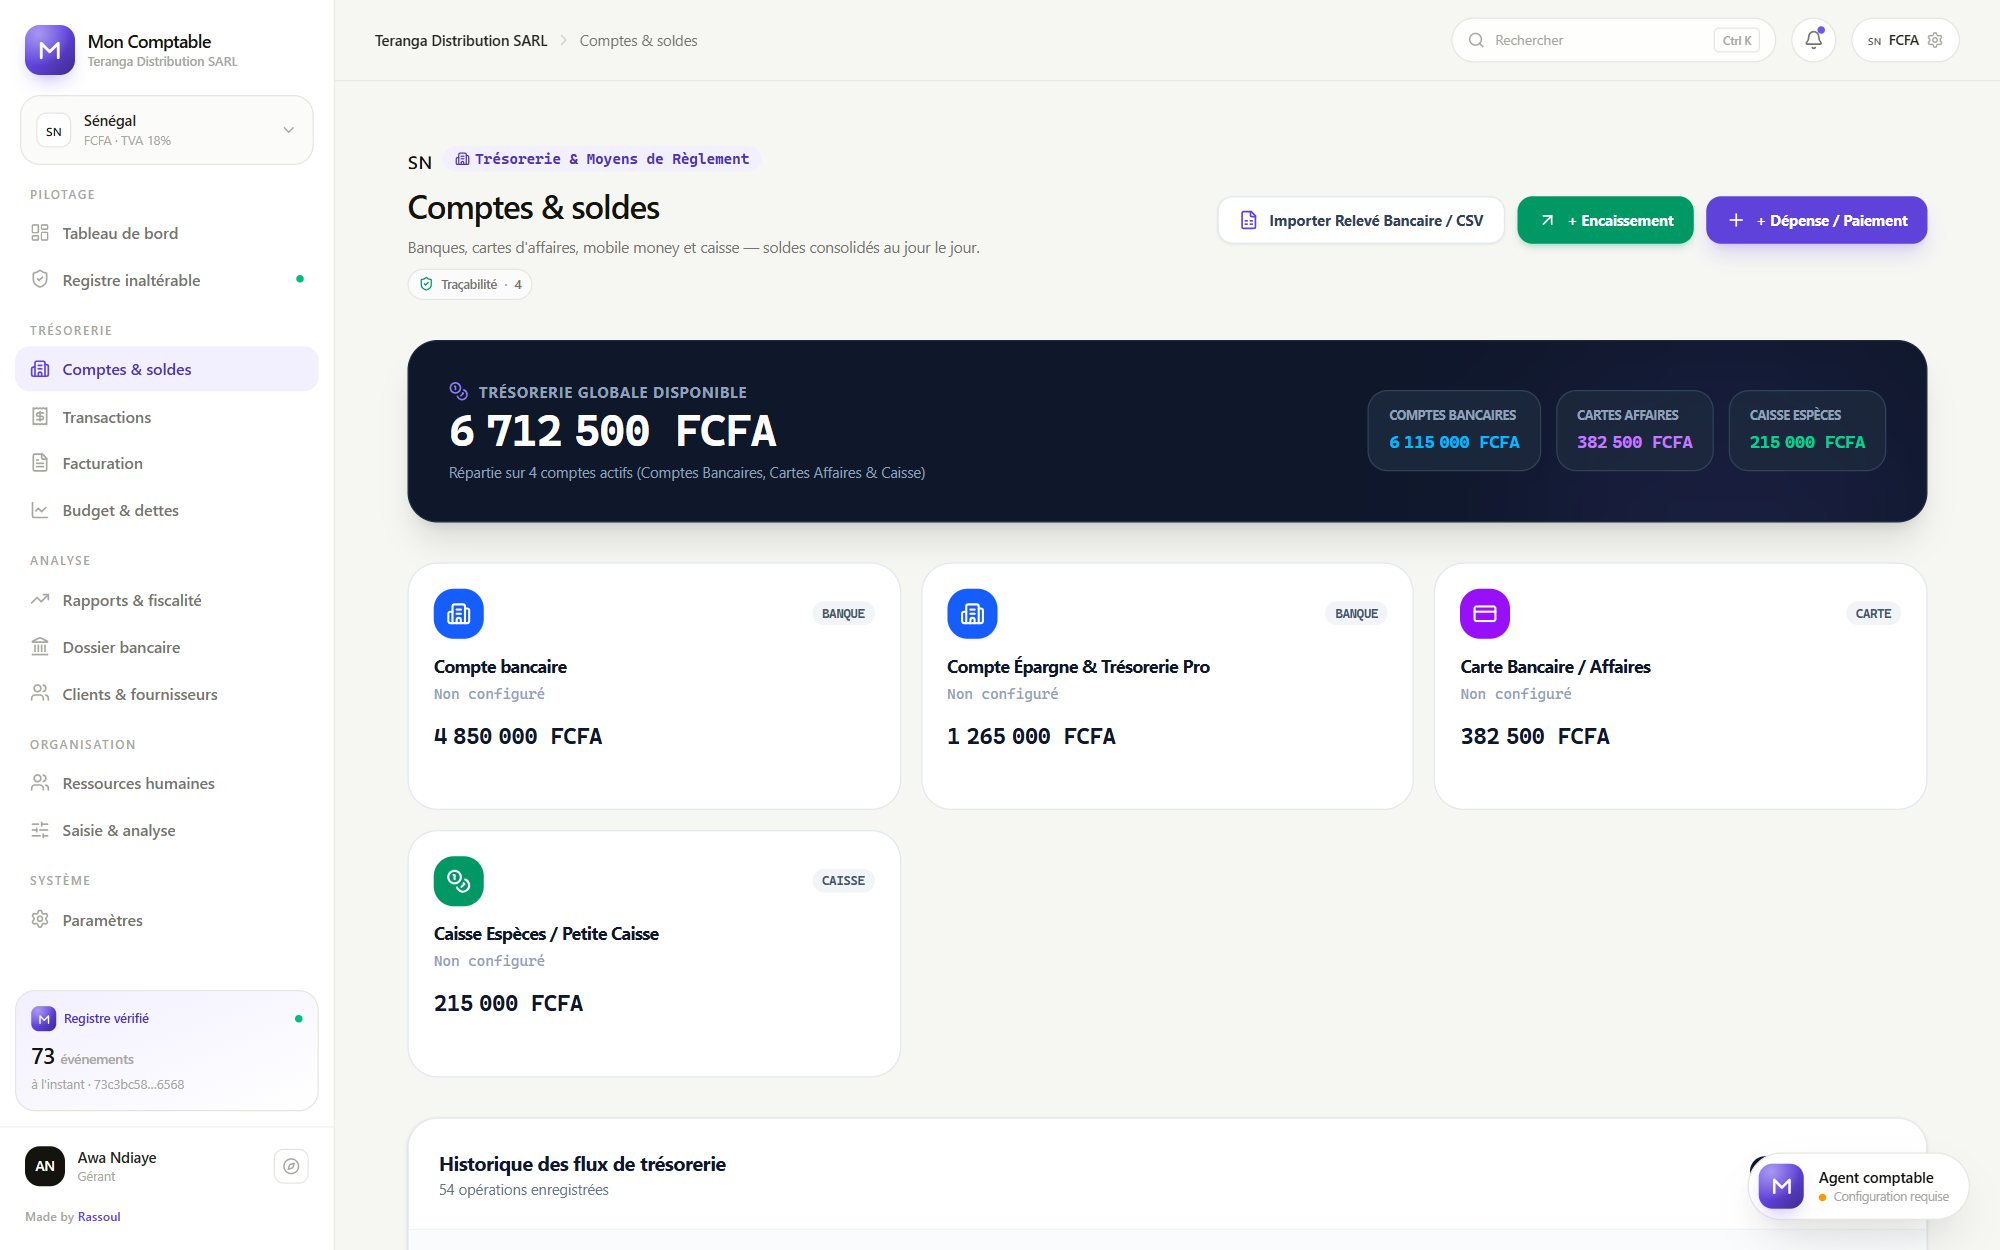 Mon Comptable
Teranga Distribution SARL
SN
Sénégal
FCFA · TVA 18%
PILOTAGE
Tableau de bord
Registre inaltérable
TRÉSORERIE
Comptes & soldes
Transactions
Facturation
Budget & dettes
ANALYSE
Rapports & fiscalité
Dossier bancaire
Clients & fournisseurs
ORGANISATION
Ressources humaines
Saisie & analyse
SYSTÈME
Paramètres
Registre vérifié
73 événements
à l'instant · 73c3bc58...6568
AN
Awa Ndiaye
Gérant
Made by Rassoul
Teranga Distribution SARL > Comptes & soldes
Rechercher
Ctrl K
SN FCFA
SN
Trésorerie & Moyens de Règlement
Comptes & soldes
Banques, cartes d'affaires, mobile money et caisse — soldes consolidés au jour le jour.
Traçabilité · 4
Importer Relevé Bancaire / CSV
+ Encaissement
+ Dépense / Paiement
TRÉSORERIE GLOBALE DISPONIBLE
6 712 500 FCFA
Répartie sur 4 comptes actifs (Comptes Bancaires, Cartes Affaires & Caisse)
COMPTES BANCAIRES
6 115 000 FCFA
CARTES AFFAIRES
382 500 FCFA
CAISSE ESPÈCES
215 000 FCFA
BANQUE
Compte bancaire
Non configuré
4 850 000 FCFA
BANQUE
Compte Épargne & Trésorerie Pro
Non configuré
1 265 000 FCFA
CARTE
Carte Bancaire / Affaires
Non configuré
382 500 FCFA
CAISSE
Caisse Espèces / Petite Caisse
Non configuré
215 000 FCFA
Historique des flux de trésorerie
54 opérations enregistrées
Agent comptable
Configuration requise